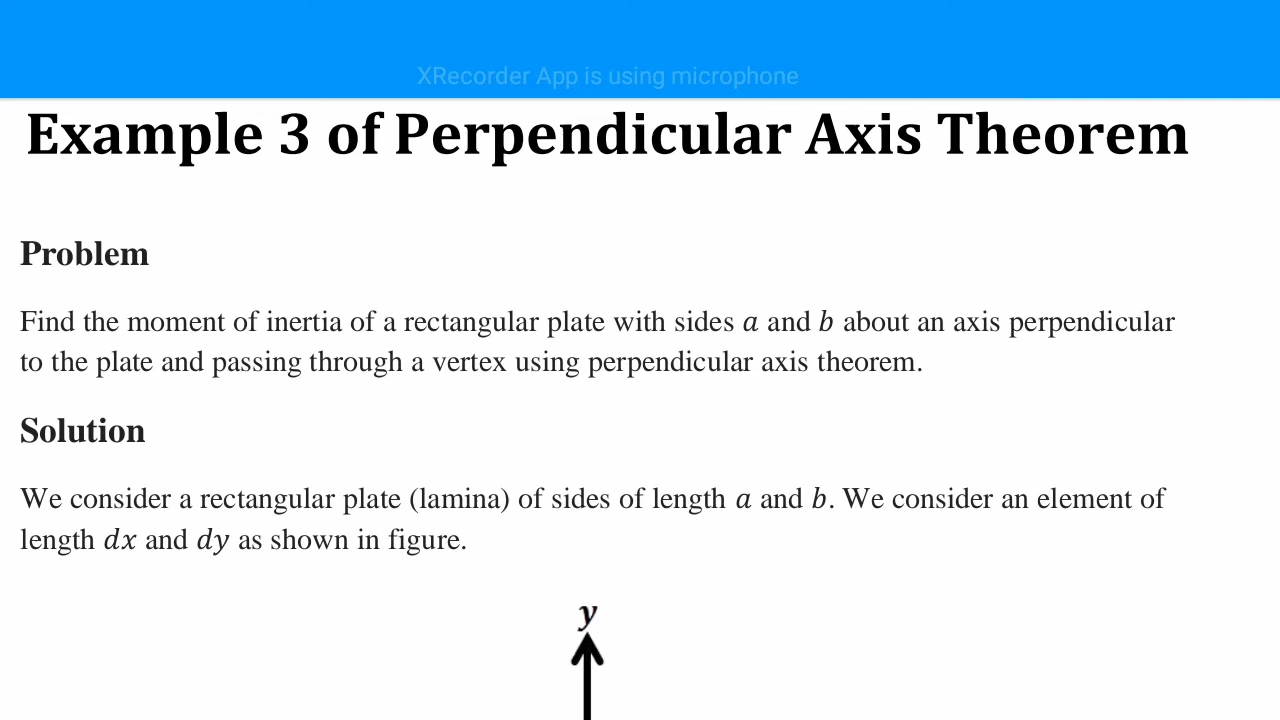 XRecorder App is using microphone
Example 3 of Perpendicular Axis Theorem
Problem
Find the moment of inertia of a rectangular plate with sides a and b about an axis perpendicular
to the plate and passing through a vertex using perpendicular axis theorem.
Solution
We consider a rectangular plate (lamina) of sides of length a and b. We consider an element of
length dx and dy as shown in figure.
y